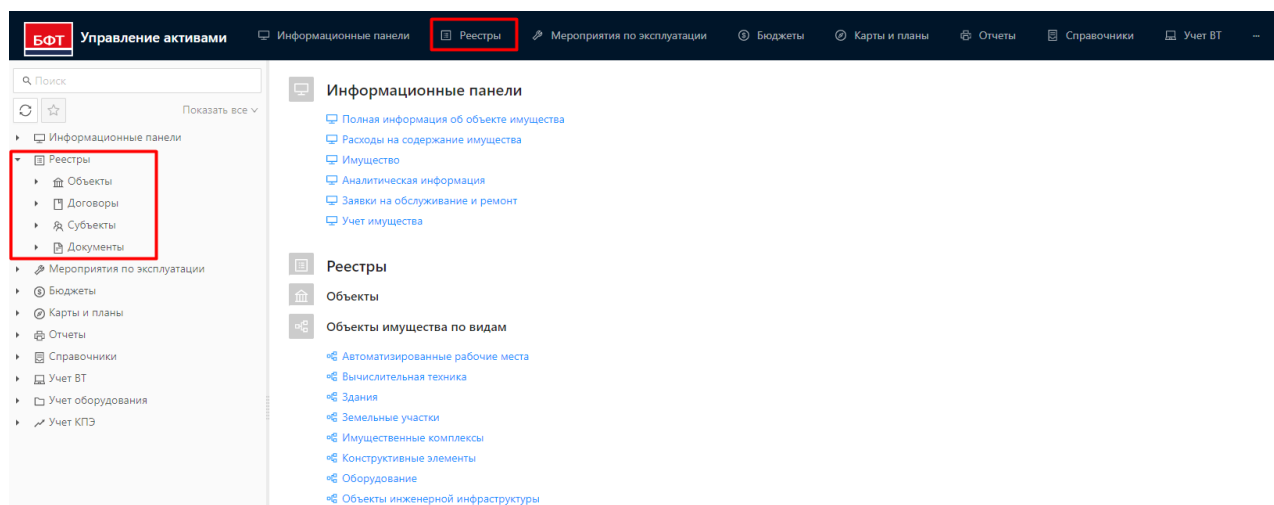 БФТ Управление активами Информационные панели Реестры Мероприятия по эксплуатации Бюджеты Карты и планы Отчеты Справочники Учет ВТ ...
Поиск
Показать все
Информационные панели
Реестры
Объекты
Договоры
Субъекты
Документы
Мероприятия по эксплуатации
Бюджеты
Карты и планы
Отчеты
Справочники
Учет ВТ
Учет оборудования
Учет КПЭ
Информационные панели
Полная информация об объекте имущества
Расходы на содержание имущества
Имущество
Аналитическая информация
Заявки на обслуживание и ремонт
Учет имущества
Реестры
Объекты
Объекты имущества по видам
Автоматизированные рабочие места
Вычислительная техника
Здания
Земельные участки
Имущественные комплексы
Конструктивные элементы
Оборудование
Объекты инженерной инфраструктуры